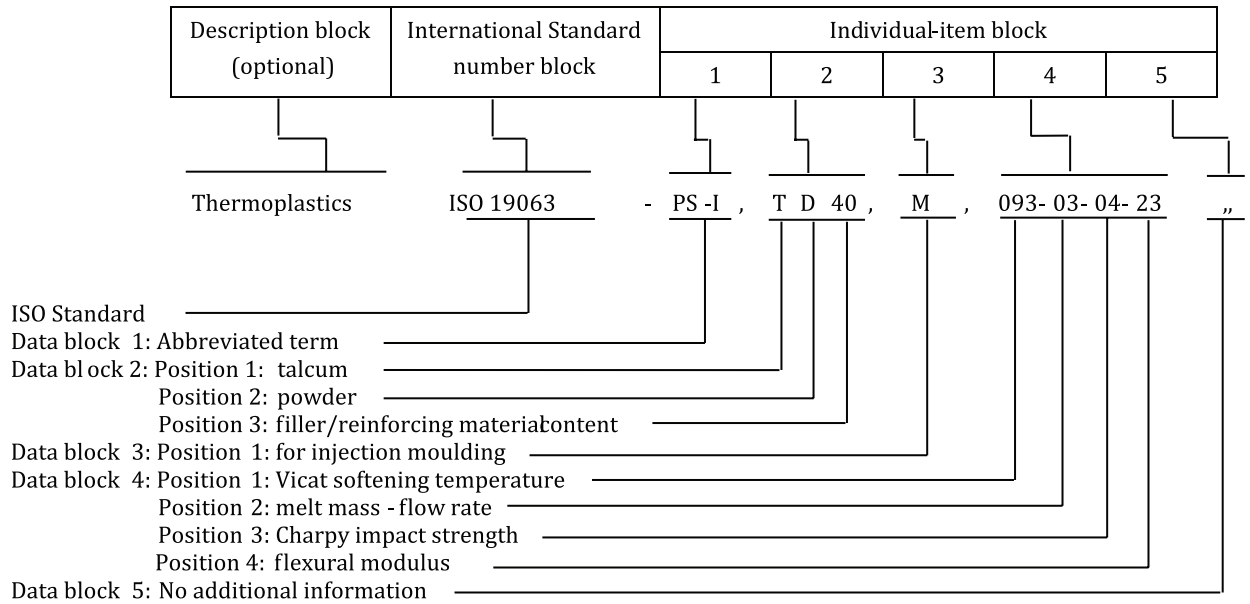 Description block (optional)
International Standard number block
Individual-item block
1 2 3 4 5
Thermoplastics ISO 19063 - PS -I , T D 40 , M , 093- 03- 04- 23 ,,
ISO Standard
Data block 1: Abbreviated term
Data block 2: Position 1: talcum
Position 2: powder
Position 3: filler/reinforcing material content
Data block 3: Position 1: for injection moulding
Data block 4: Position 1: Vicat softening temperature
Position 2: melt mass - flow rate
Position 3: Charpy impact strength
Position 4: flexural modulus
Data block 5: No additional information